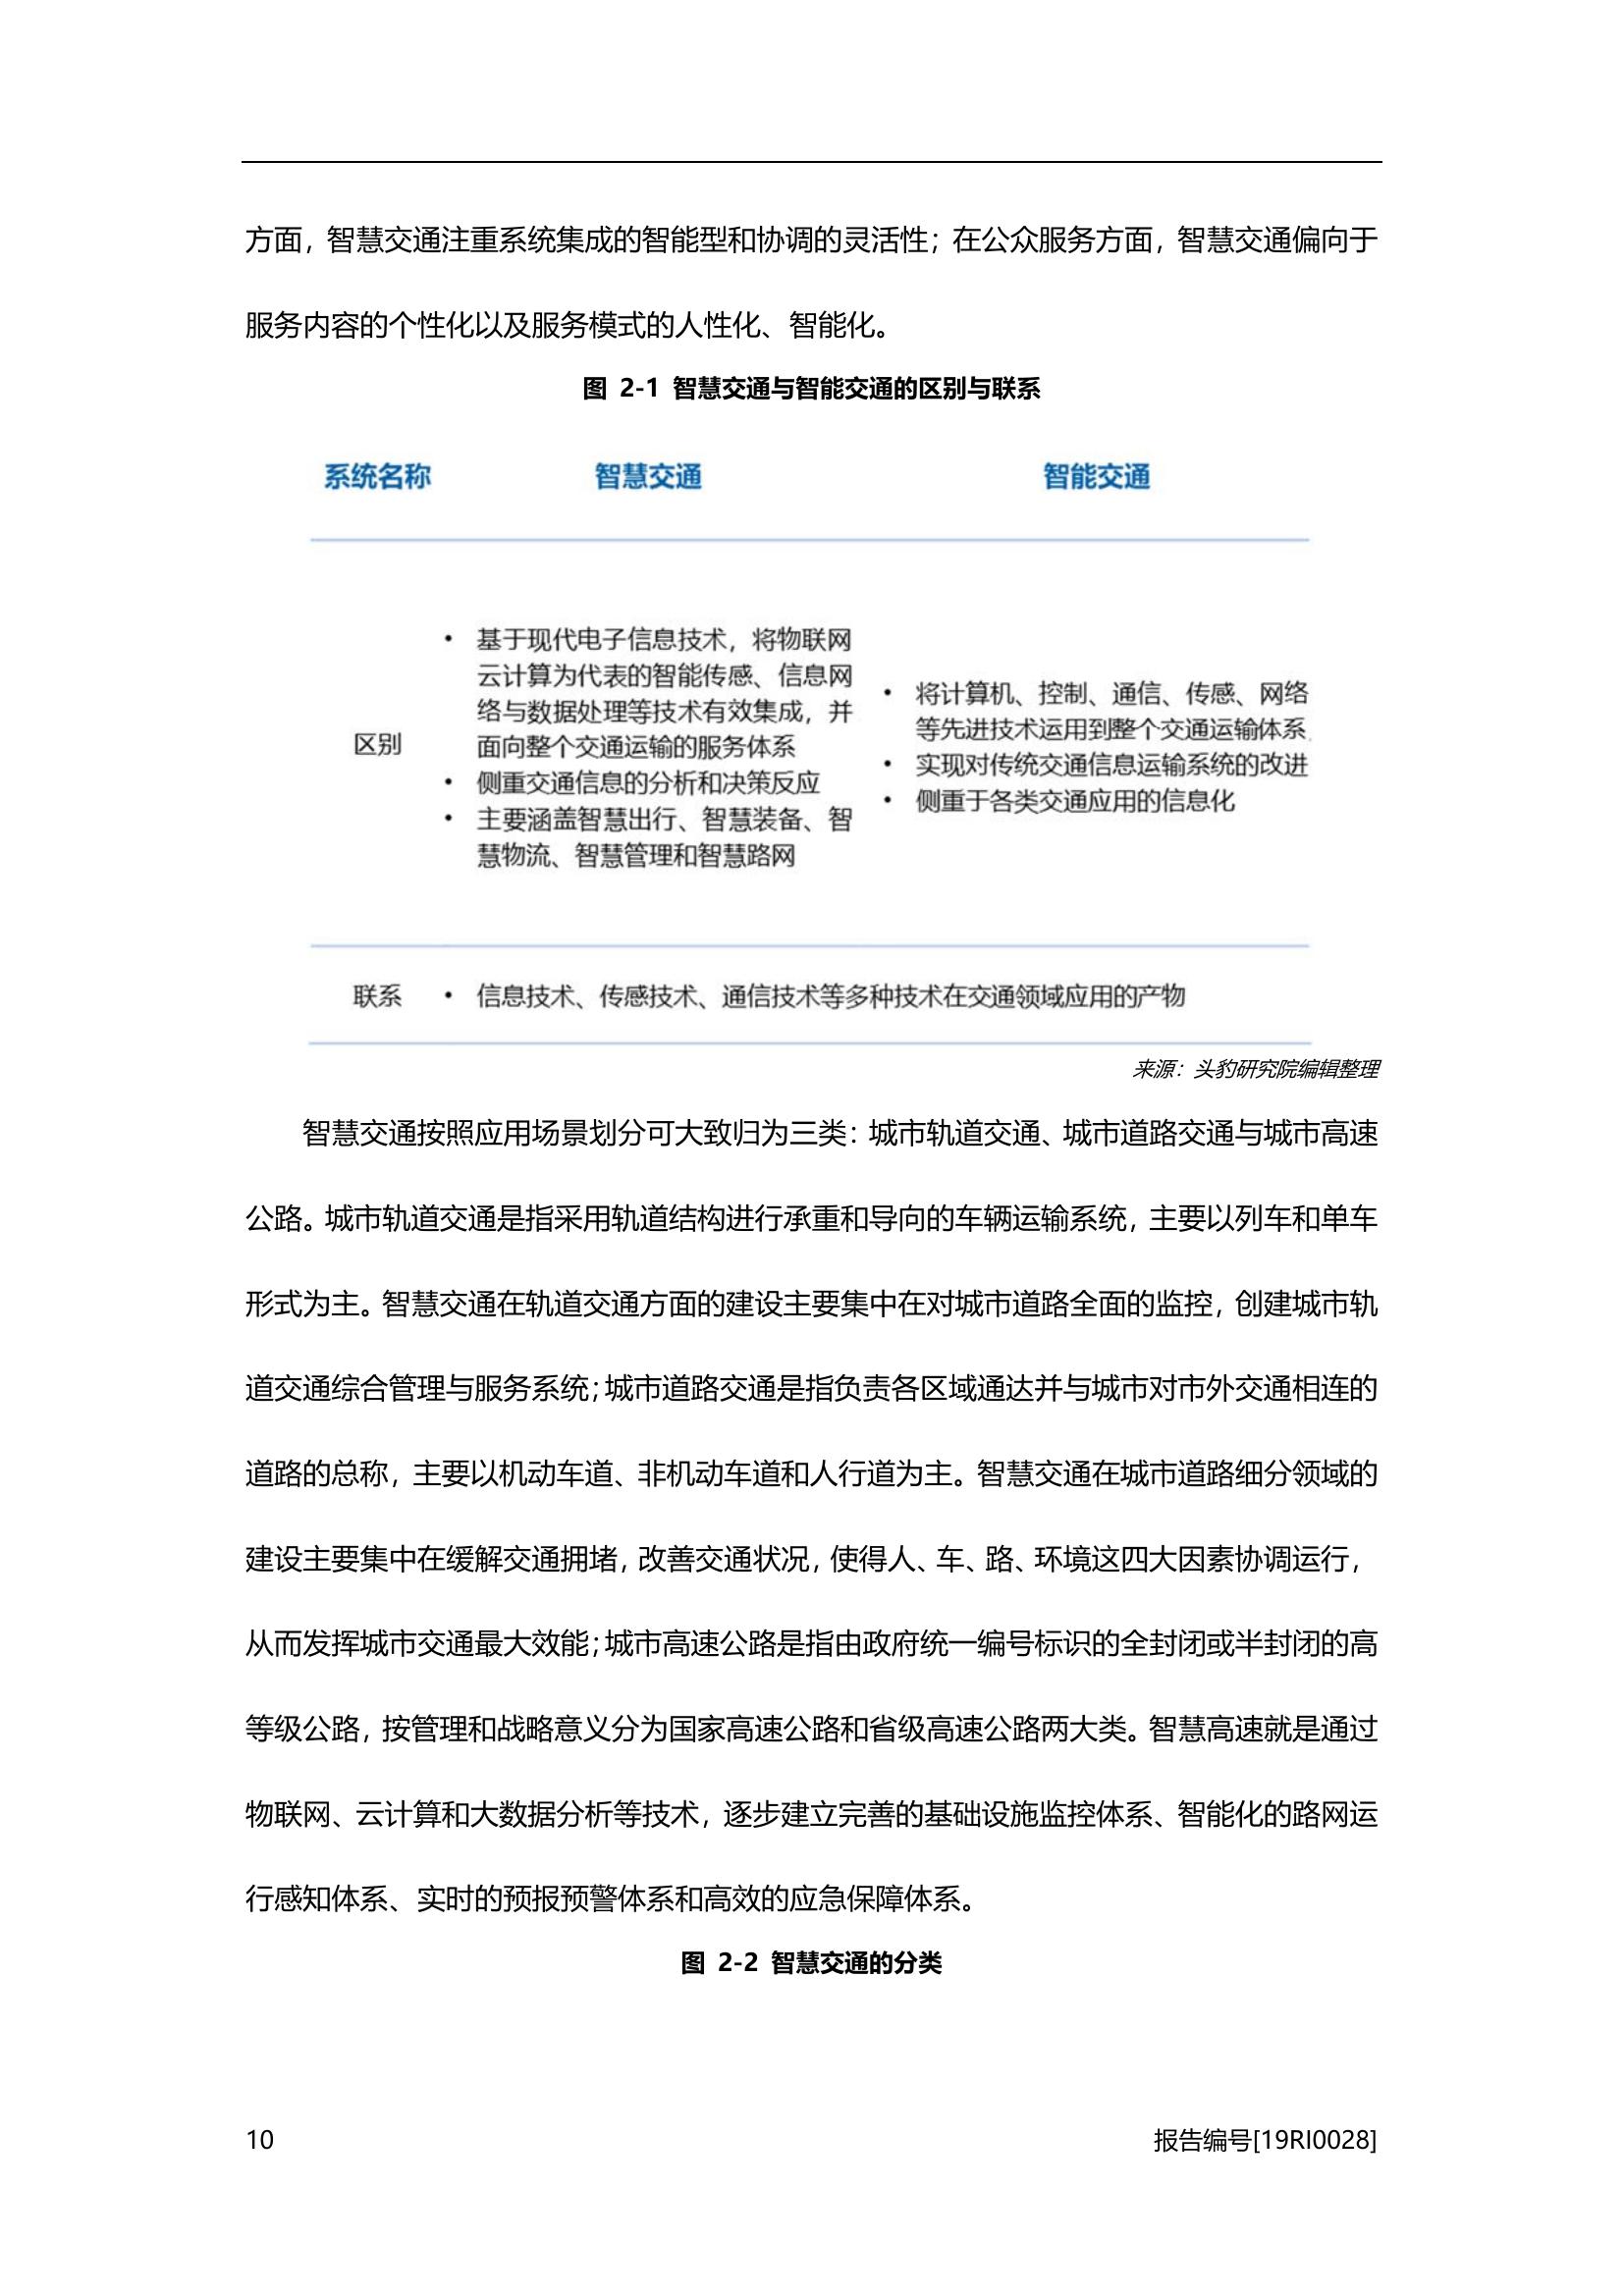 方面，智慧交通注重系统集成的智能型和协调的灵活性；在公众服务方面，智慧交通偏向于
服务内容的个性化以及服务模式的人性化、智能化。
图 2-1 智慧交通与智能交通的区别与联系
系统名称 智慧交通 智能交通
区别
• 基于现代电子信息技术，将物联网
云计算为代表的智能传感、信息网
络与数据处理等技术有效集成，并
面向整个交通运输的服务体系
• 侧重交通信息的分析和决策反应
• 主要涵盖智慧出行、智慧装备、智
慧物流、智慧管理和智慧路网
• 将计算机、控制、通信、传感、网络
等先进技术运用到整个交通运输体系
• 实现对传统交通信息运输系统的改进
• 侧重于各类交通应用的信息化
联系 • 信息技术、传感技术、通信技术等多种技术在交通领域应用的产物
来源：头豹研究院编辑整理
智慧交通按照应用场景划分可大致归为三类：城市轨道交通、城市道路交通与城市高速
公路。城市轨道交通是指采用轨道结构进行承重和导向的车辆运输系统，主要以列车和单车
形式为主。智慧交通在轨道交通方面的建设主要集中在对城市道路全面的监控，创建城市轨
道交通综合管理与服务系统；城市道路交通是指负责各区域通达并与城市对市外交通相连的
道路的总称，主要以机动车道、非机动车道和人行道为主。智慧交通在城市道路细分领域的
建设主要集中在缓解交通拥堵，改善交通状况，使得人、车、路、环境这四大因素协调运行，
从而发挥城市交通最大效能；城市高速公路是指由政府统一编号标识的全封闭或半封闭的高
等级公路，按管理和战略意义分为国家高速公路和省级高速公路两大类。智慧高速就是通过
物联网、云计算和大数据分析等技术，逐步建立完善的基础设施监控体系、智能化的路网运
行感知体系、实时的预报预警体系和高效的应急保障体系。
图 2-2 智慧交通的分类
10 报告编号[19RI0028]